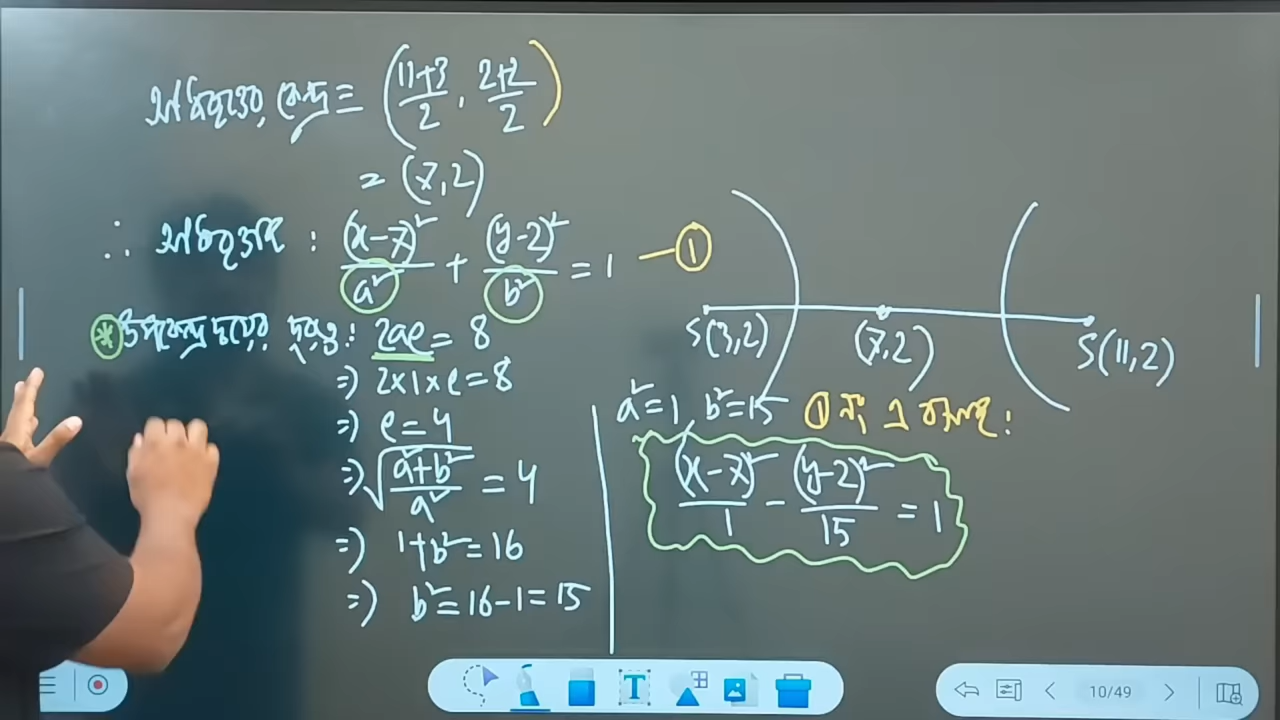 অধিবৃত্তের, কেন্দ্র = (11+3/2, 2+2/2)
= (7,2)
∴ অধিবৃত্তটি : (x-7)²/a² + (y-2)²/b² = 1 — ①
* উপকেন্দ্র দ্বয়ের দূরত্ব : 2ae = 8
⇒ 2×1×e = 8
⇒ e = 4
⇒ √(a²+b²/a²) = 4
⇒ 1+b² = 16
⇒ b² = 16-1 = 15
S(3,2) (7,2) S(11,2)
a² = 1, b² = 15 ① নং এ বসাই :
(x-7)²/1 - (y-2)²/15 = 1
T
10/49